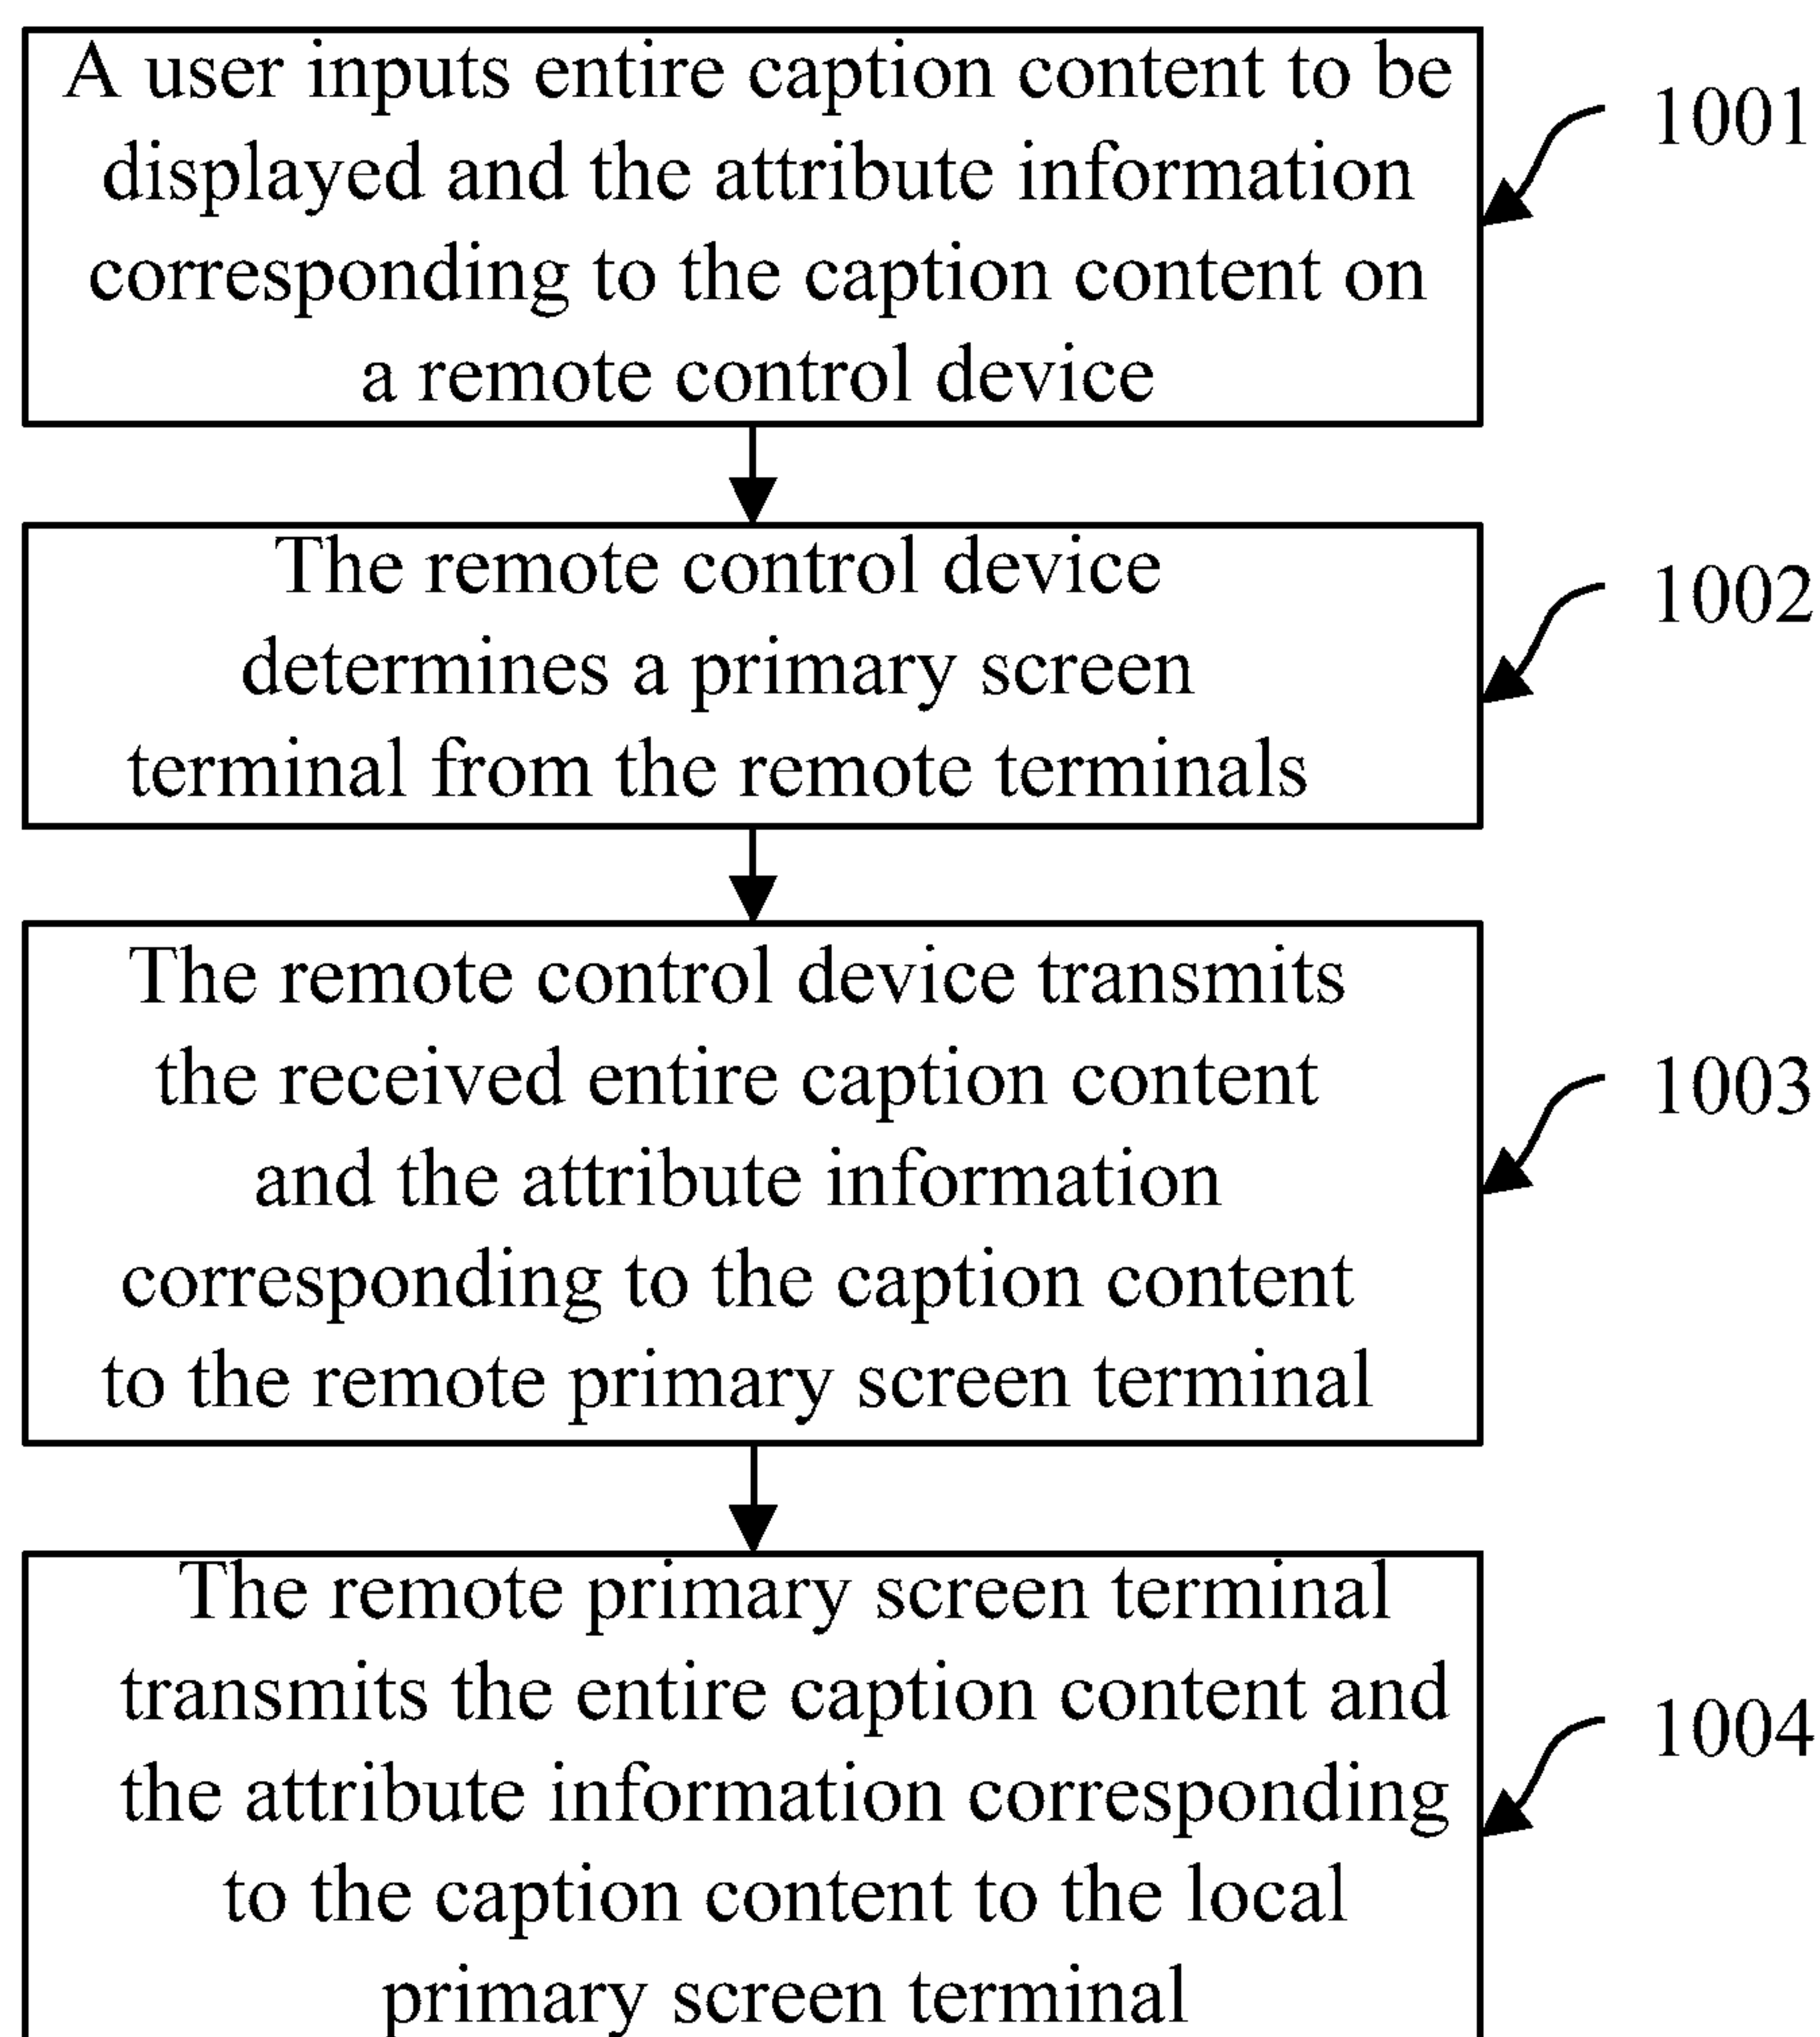 A user inputs entire caption content to be
displayed and the attribute information
corresponding to the caption content on
a remote control device
1001
The remote control device
determines a primary screen
terminal from the remote terminals
1002
The remote control device transmits
the received entire caption content
and the attribute information
corresponding to the caption content
to the remote primary screen terminal
1003
The remote primary screen terminal
transmits the entire caption content and
the attribute information corresponding
to the caption content to the local
primary screen terminal
1004